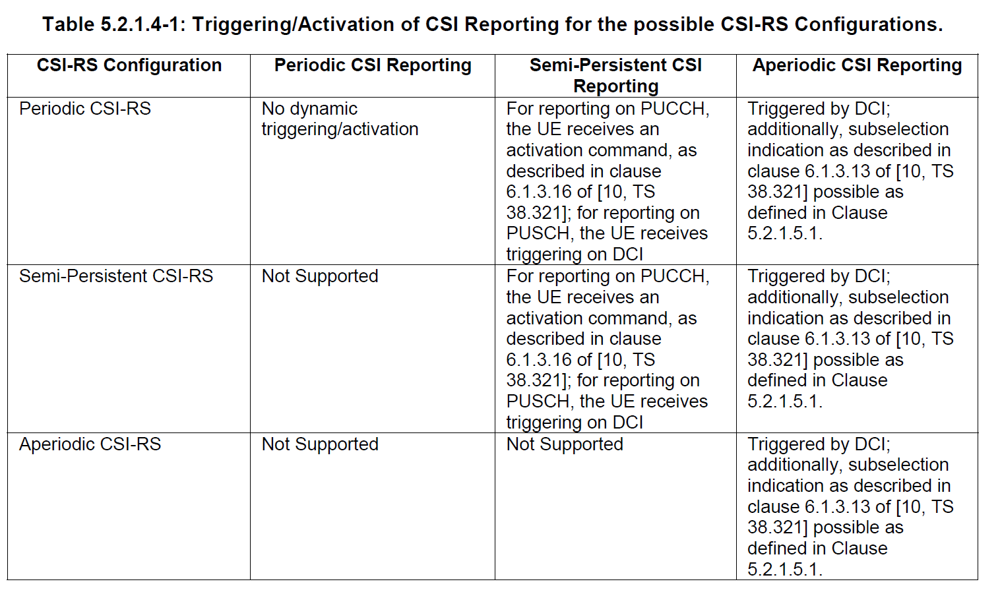 Table 5.2.1.4-1: Triggering/Activation of CSI Reporting for the possible CSI-RS Configurations.
CSI-RS Configuration
Periodic CSI Reporting
Semi-Persistent CSI
Reporting
Aperiodic CSI Reporting
Periodic CSI-RS
No dynamic
triggering/activation
For reporting on PUCCH,
the UE receives an
activation command, as
described in clause
6.1.3.16 of [10, TS
38.321]; for reporting on
PUSCH, the UE receives
triggering on DCI
Triggered by DCI;
additionally, subselection
indication as described in
clause 6.1.3.13 of [10, TS
38.321] possible as
defined in Clause
5.2.1.5.1.
Semi-Persistent CSI-RS
Not Supported
For reporting on PUCCH,
the UE receives an
activation command, as
described in clause
6.1.3.16 of [10, TS
38.321]; for reporting on
PUSCH, the UE receives
triggering on DCI
Triggered by DCI;
additionally, subselection
indication as described in
clause 6.1.3.13 of [10, TS
38.321] possible as
defined in Clause
5.2.1.5.1.
Aperiodic CSI-RS
Not Supported
Not Supported
Triggered by DCI;
additionally, subselection
indication as described in
clause 6.1.3.13 of [10, TS
38.321] possible as
defined in Clause
5.2.1.5.1.